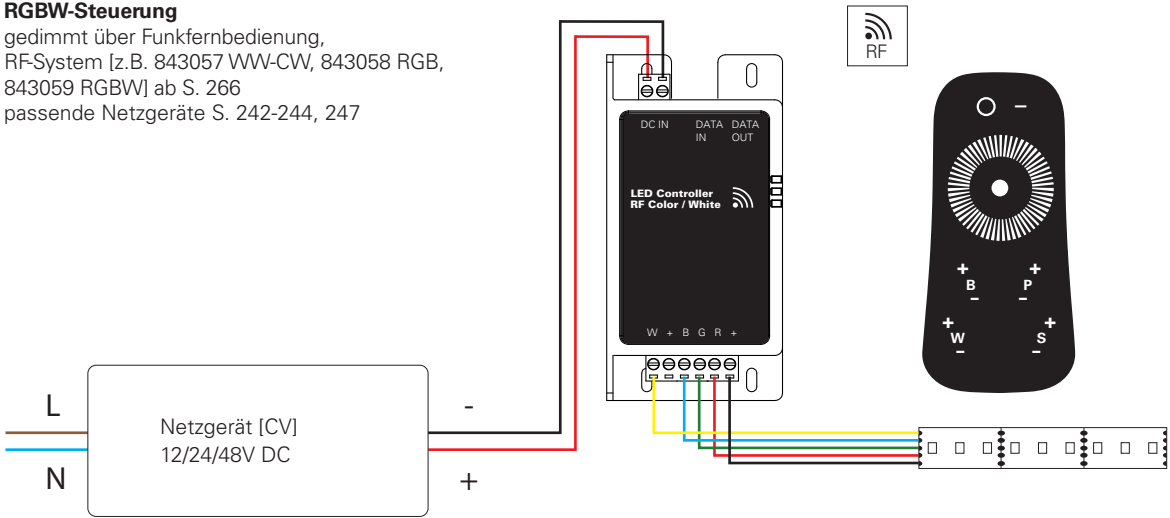 RGBW-Steuerung
gedimmt über Funkfernbedienung,
RF-System [z.B. 843057 WW-CW, 843058 RGB,
843059 RGBW] ab S. 266
passende Netzgeräte S. 242-244, 247
RF
DC IN DATA IN DATA OUT
LED Controller
RF Color / White
W + B G R +
+ B −
+ P −
+ W −
+ S −
−
L
N
Netzgerät [CV]
12/24/48V DC
-
+